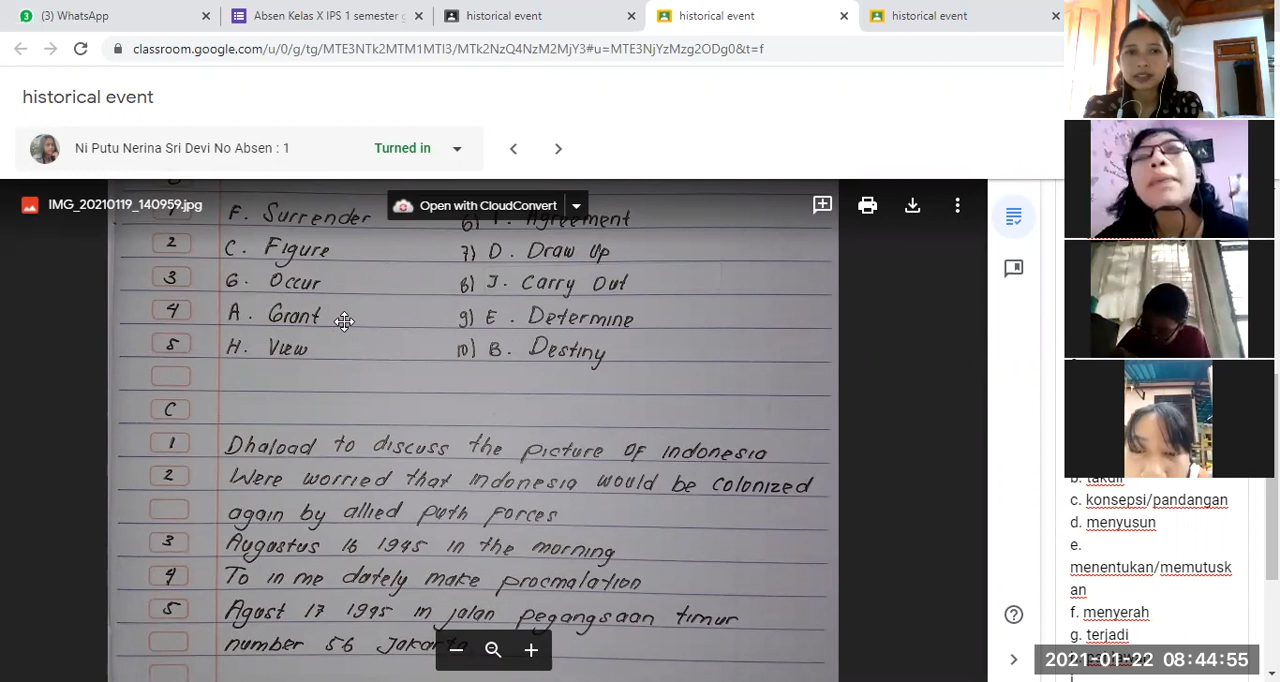 (3) WhatsApp
Absen Kelas X IPS 1 semester
historical event
historical event
historical event
classroom.google.com/u/0/g/tg/MTE3NTk2MTM1MTI3/MTk2NzQ4NzM2MjY3#u=MTE3NjYzMzg2ODg0&t=f
historical event
Ni Putu Nerina Sri Devi No Absen : 1
Turned in
IMG_20210119_140959.jpg
Open with CloudConvert
F. Surrender
6) I. Agreement
2 C. Figure
7) D. Draw Up
3 G. Occur
8) J. Carry Out
4 A. Grant
9) E. Determine
5 H. View
10) B. Destiny
C
1 Dhaload to discuss the picture OF indonesia
2 Were worried that indonesia would be colonized
again by allied puth forces
3 Augustus 16 1945 in the morning
4 To in me dately make procmalation
5 Agust 17 1945 in jalan pegangsaan timur
number 56 Jakarta
b. takdir
c. konsepsi/pandangan
d. menyusun
e.
menentukan/memutusk
an
f. menyerah
g. terjadi
2021-01-22 08:44:55